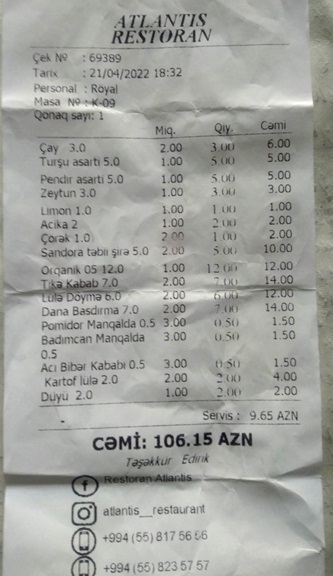 ATLANTIS
RESTORAN
Çek № : 69389
Tarix : 21/04/2022 18:32
Personal : Royal
Masa № : K-09
Qonaq sayi: 1
Miq. Qiy. Cəmi
Çay 3.0 2.00 3.00 6.00
Turşu asarti 5.0 1.00 5.00 5.00
Pendir asarti 5.0 1.00 5.00 5.00
Zeytun 3.0 1.00 3.00 3.00
Limon 1.0 1.00 1.00 1.00
Acika 2 1.00 2.00 2.00
Çorək 1.0 2.00 1.00 2.00
Sandora təbii şirə 5.0 2.00 5.00 10.00
Organik 05 12.0 1.00 12.00 12.00
Tikə Kabab 7.0 2.00 7.00 14.00
Lülə Döymə 6.0 2.00 6.00 12.00
Dana Basdırma 7.0 2.00 7.00 14.00
Pomidor Manqalda 0.5 3.00 0.50 1.50
Badımcan Manqalda 3.00 0.50 1.50
0.5
Acı Bibər Kababı 0.5 3.00 0.50 1.50
Kartof lülə 2.0 2.00 2.00 4.00
Düyü 2.0 1.00 2.00 2.00
Servis : 9.65 AZN
CƏMİ: 106.15 AZN
Təşəkkür Edirik
Restoran Atlantis
atlantis__restaurant
+994 (55) 817 56 56
+994 (55) 823 57 57